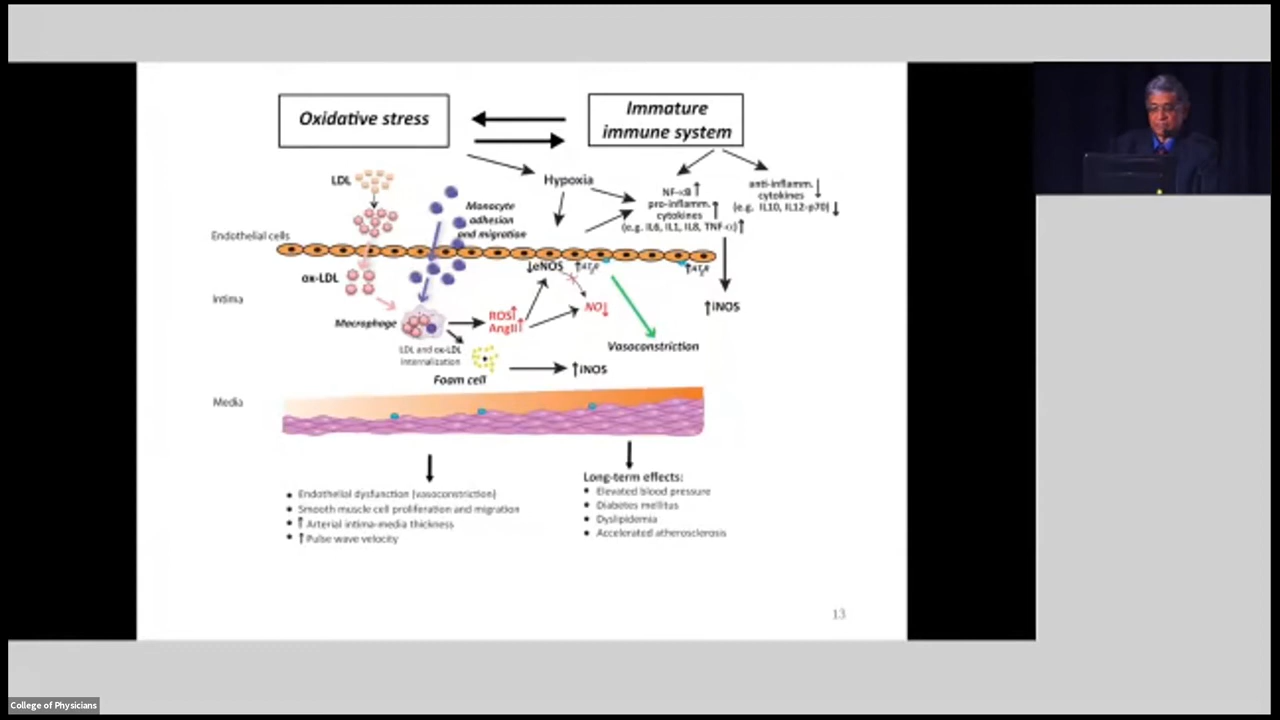 Oxidative stress
Immature
immune system
LDL
Hypoxia
NF-κB↑
pro-inflamm.
cytokines ↑
(e.g. IL6, IL1, IL8, TNF-α)↑
anti-inflamm.
cytokines ↓
(e.g. IL10, IL12-p70)↓
Monocyte
adhesion
and migration
Endothelial cells
ox-LDL
↓eNOS
↑AT₁R
↑AT₁R
Intima
ROS↑
AngII↑
NO↓
↑iNOS
Macrophage
LDL and ox-LDL
internalization
Vasoconstriction
Foam cell
↑iNOS
Media
• Endothelial dysfunction (vasoconstriction)
• Smooth muscle cell proliferation and migration
• ↑ Arterial intima-media thickness
• ↑ Pulse wave velocity
Long-term effects:
• Elevated blood pressure
• Diabetes mellitus
• Dyslipidemia
• Accelerated atherosclerosis
13
College of Physicians